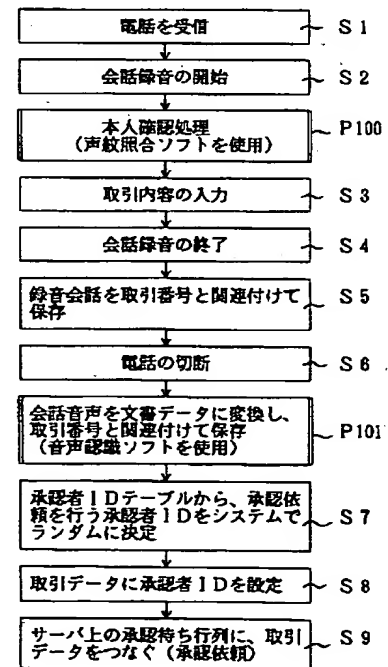 電話を受信 S1
会話録音の開始 S2
本人確認処理 P100
（声紋照合ソフトを使用）
取引内容の入力 S3
会話録音の終了 S4
録音会話を取引番号と関連付けて S5
保存
電話の切断 S6
会話音声を文書データに変換し、
取引番号と関連付けて保存 P101
（音声認識ソフトを使用）
承認者IDテーブルから、承認依
頼を行う承認者IDをシステムで S7
ランダムに決定
取引データに承認者IDを設定 S8
サーバ上の承認待ち行列に、取引 S9
データをつなぐ（承認依頼）